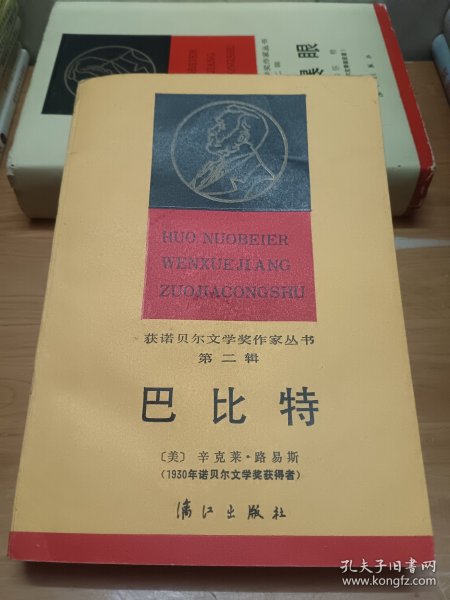 HUO NUOBEIER
WENXUEJIANG
ZUOJIACONGSHU
获诺贝尔文学奖作家丛书
第二辑
巴比特
〔美〕辛克莱·路易斯
(1930年诺贝尔文学奖获得者)
漓江出版社
孔夫子旧书网
www.kongfz.com